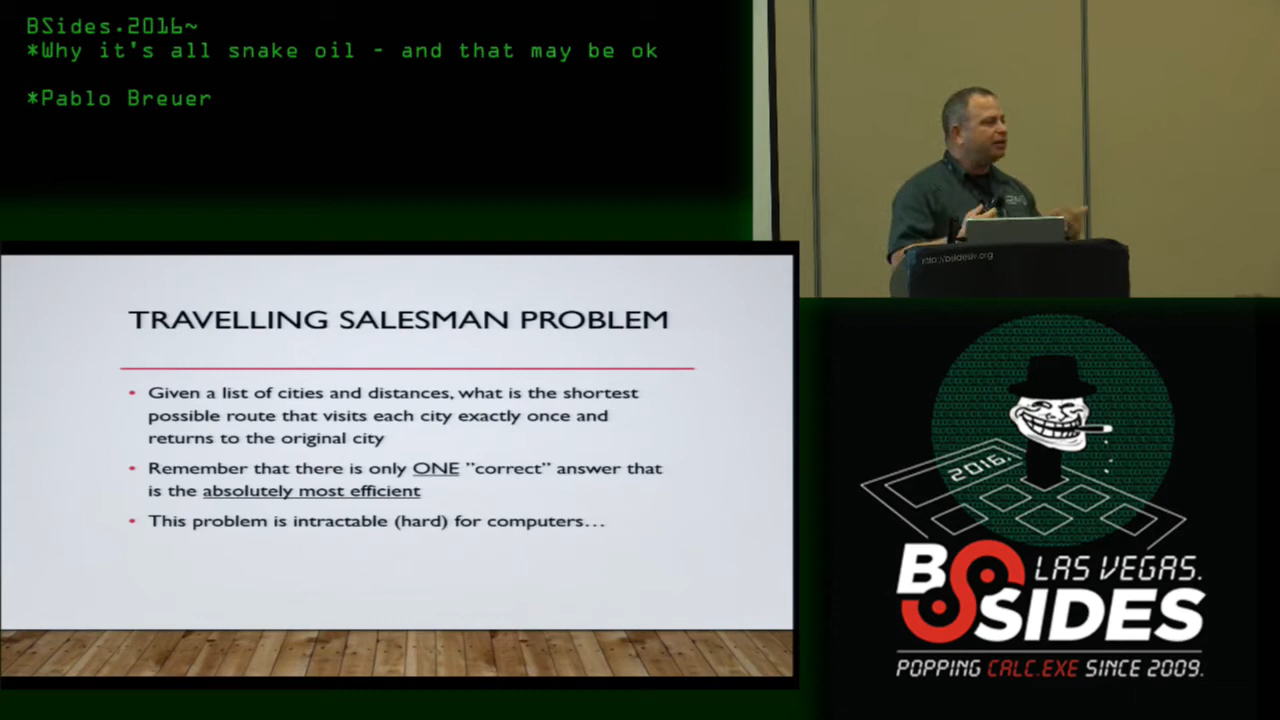 BSides.2016~
*Why it's all snake oil - and that may be ok
*Pablo Breuer
http://bsideslv.org
TRAVELLING SALESMAN PROBLEM
• Given a list of cities and distances, what is the shortest
possible route that visits each city exactly once and
returns to the original city
• Remember that there is only ONE "correct" answer that
is the absolutely most efficient
• This problem is intractable (hard) for computers…
2016.
BSIDES
LAS VEGAS.
POPPING CALC.EXE SINCE 2009.